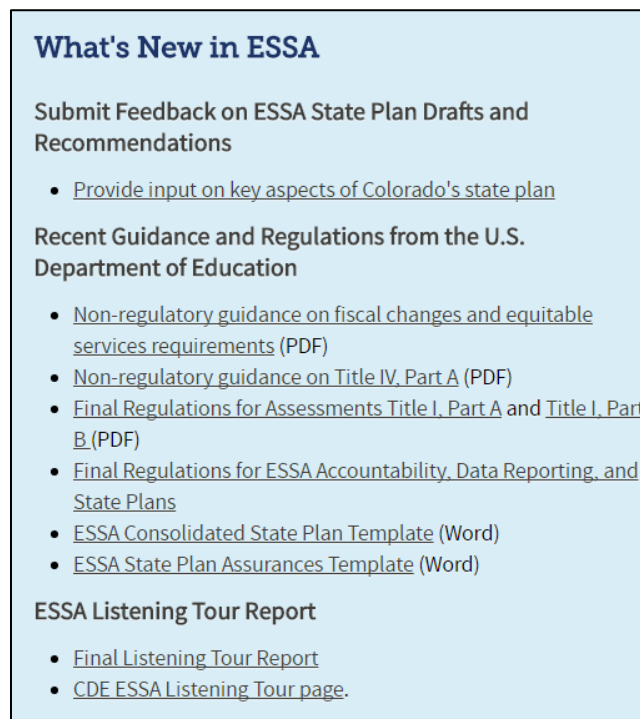 What's New in ESSA
Submit Feedback on ESSA State Plan Drafts and
Recommendations
• Provide input on key aspects of Colorado's state plan
Recent Guidance and Regulations from the U.S.
Department of Education
• Non-regulatory guidance on fiscal changes and equitable
services requirements (PDF)
• Non-regulatory guidance on Title IV, Part A (PDF)
• Final Regulations for Assessments Title I, Part A and Title I, Part
B (PDF)
• Final Regulations for ESSA Accountability, Data Reporting, and
State Plans
• ESSA Consolidated State Plan Template (Word)
• ESSA State Plan Assurances Template (Word)
ESSA Listening Tour Report
• Final Listening Tour Report
• CDE ESSA Listening Tour page.